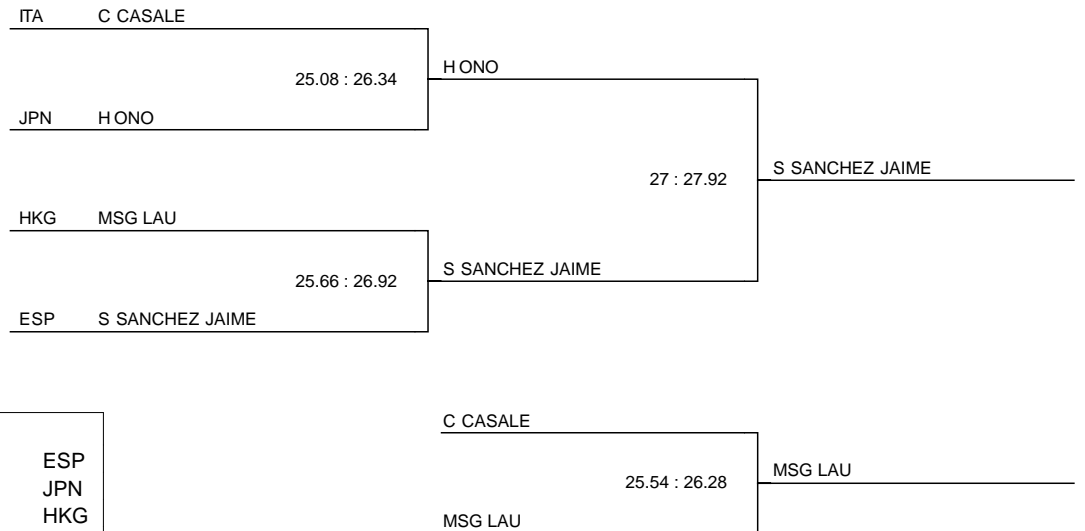 ITA C CASALE
25.08 : 26.34
H ONO
JPN H ONO
27 : 27.92
S SANCHEZ JAIME
HKG MSG LAU
25.66 : 26.92
S SANCHEZ JAIME
ESP S SANCHEZ JAIME
C CASALE
ESP
25.54 : 26.28
MSG LAU
JPN
HKG
MSG LAU